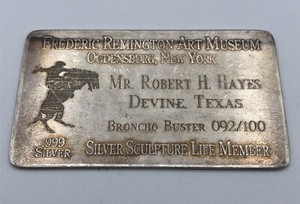 Frederic Remington Art Museum
Ogdensburg, New York
Mr. Robert H. Hayes
Devine, Texas
Broncho Buster 092/100
.999
Silver
Silver Sculpture Life Member